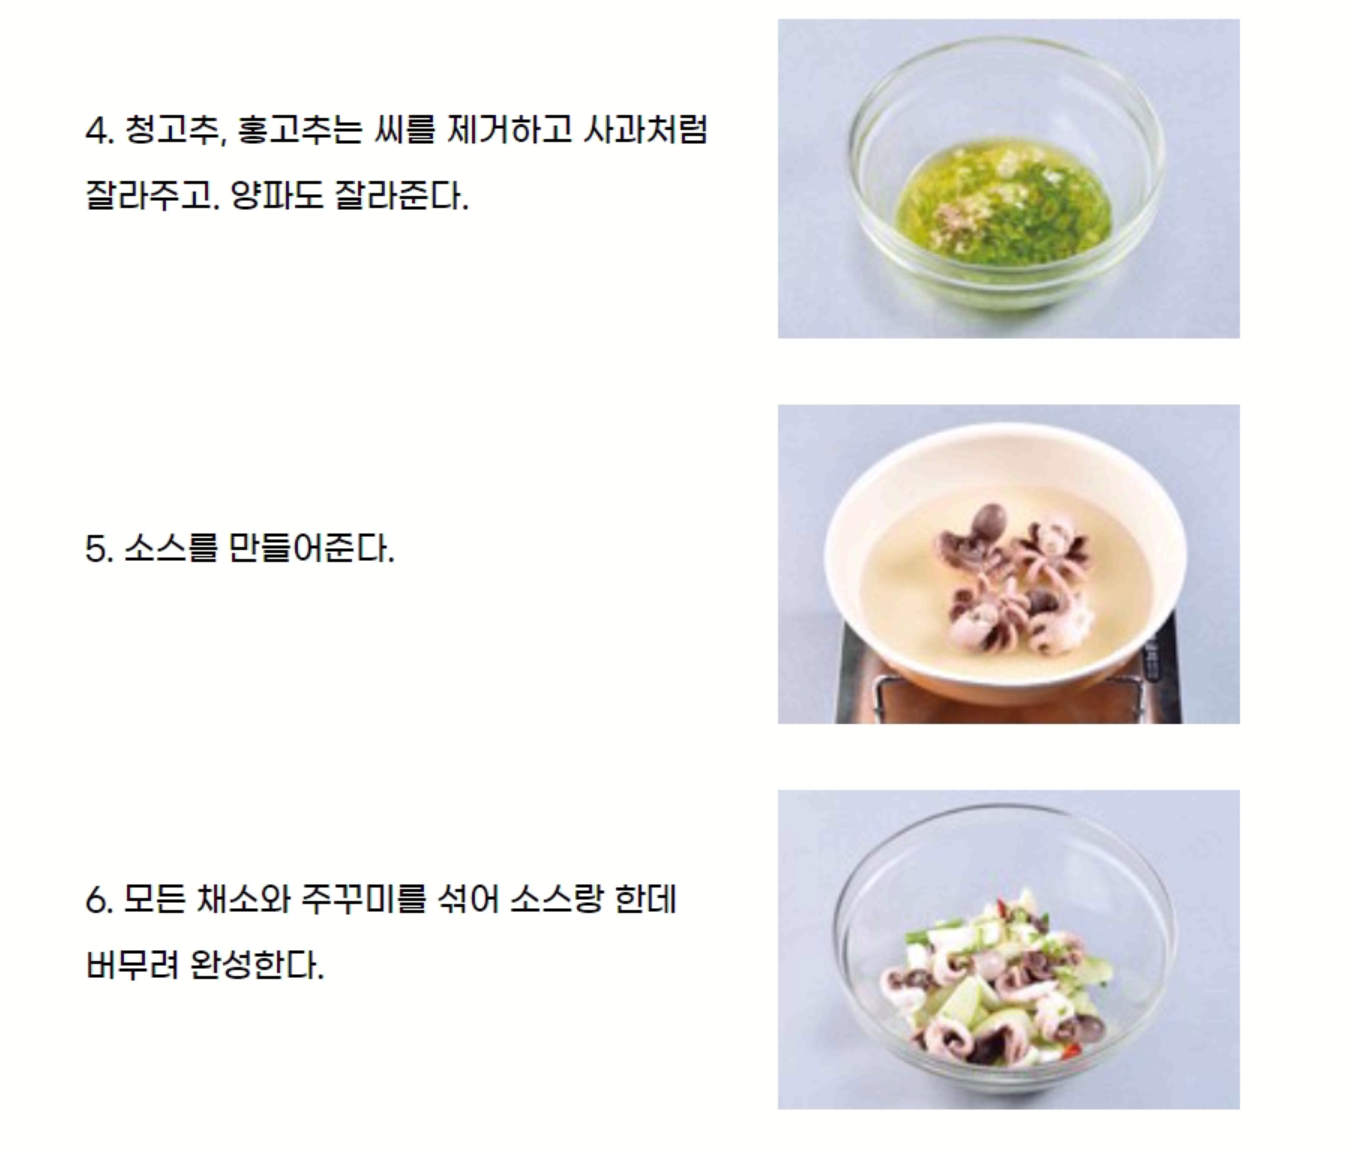 4. 청고추, 홍고추는 씨를 제거하고 사과처럼
잘라주고. 양파도 잘라준다.
5. 소스를 만들어준다.
6. 모든 채소와 주꾸미를 섞어 소스랑 한데
버무려 완성한다.